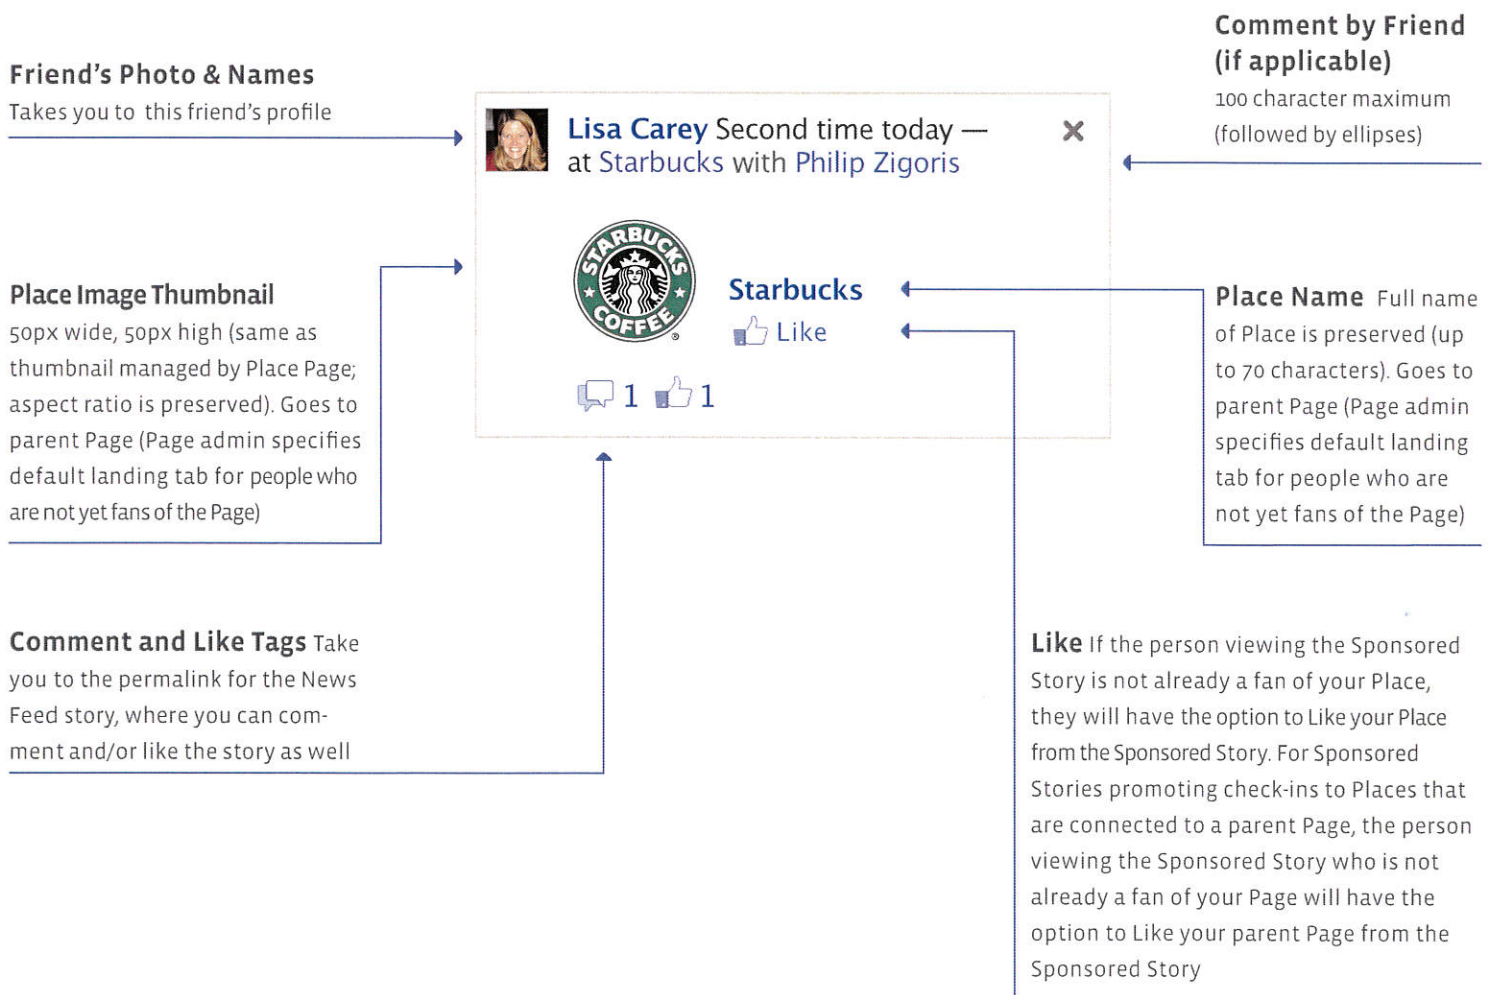 Friend's Photo & Names
Takes you to this friend's profile
Comment by Friend
(if applicable)
100 character maximum
(followed by ellipses)
Lisa Carey Second time today —
at Starbucks with Philip Zigoris
STARBUCKS
COFFEE
®
Starbucks
Like
1 1
Place Image Thumbnail
50px wide, 50px high (same as
thumbnail managed by Place Page;
aspect ratio is preserved). Goes to
parent Page (Page admin specifies
default landing tab for people who
are not yet fans of the Page)
Place Name Full name
of Place is preserved (up
to 70 characters). Goes to
parent Page (Page admin
specifies default landing
tab for people who are
not yet fans of the Page)
Comment and Like Tags Take
you to the permalink for the News
Feed story, where you can com-
ment and/or like the story as well
Like If the person viewing the Sponsored
Story is not already a fan of your Place,
they will have the option to Like your Place
from the Sponsored Story. For Sponsored
Stories promoting check-ins to Places that
are connected to a parent Page, the person
viewing the Sponsored Story who is not
already a fan of your Page will have the
option to Like your parent Page from the
Sponsored Story